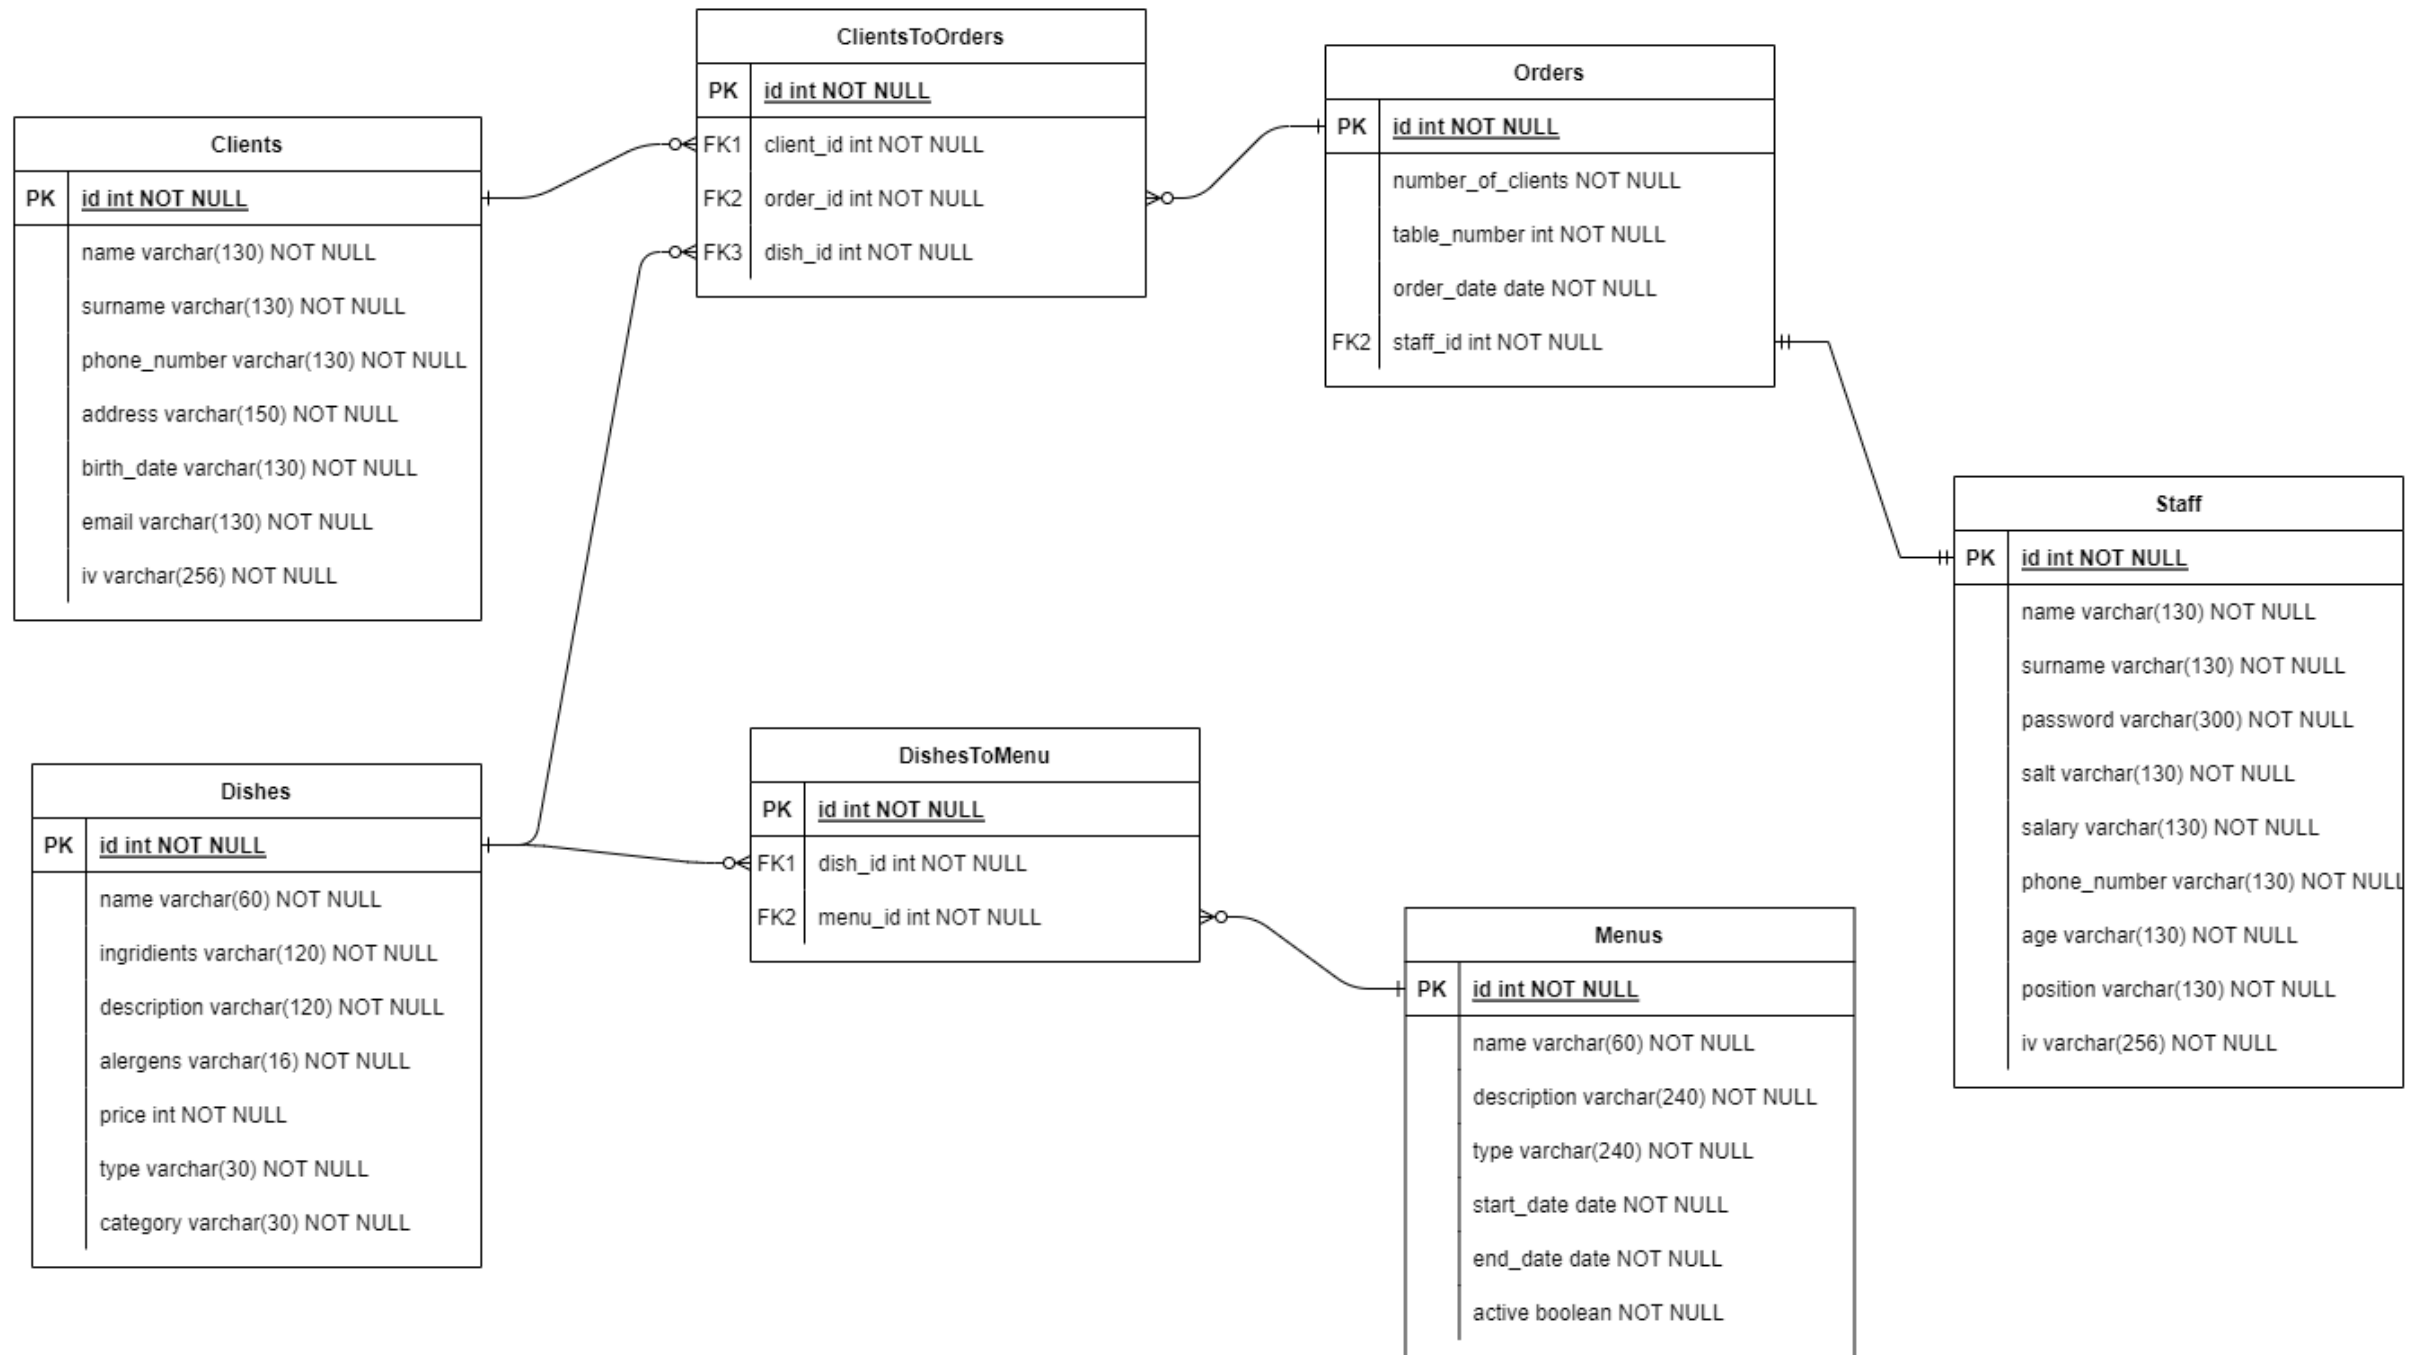 ClientsToOrders
PK id int NOT NULL
FK1 client_id int NOT NULL
FK2 order_id int NOT NULL
FK3 dish_id int NOT NULL
Orders
PK id int NOT NULL
number_of_clients NOT NULL
table_number int NOT NULL
order_date date NOT NULL
FK2 staff_id int NOT NULL
Clients
PK id int NOT NULL
name varchar(130) NOT NULL
surname varchar(130) NOT NULL
phone_number varchar(130) NOT NULL
address varchar(150) NOT NULL
birth_date varchar(130) NOT NULL
email varchar(130) NOT NULL
iv varchar(256) NOT NULL
Staff
PK id int NOT NULL
name varchar(130) NOT NULL
surname varchar(130) NOT NULL
password varchar(300) NOT NULL
salt varchar(130) NOT NULL
salary varchar(130) NOT NULL
phone_number varchar(130) NOT NULL
age varchar(130) NOT NULL
position varchar(130) NOT NULL
iv varchar(256) NOT NULL
Dishes
PK id int NOT NULL
name varchar(60) NOT NULL
ingridients varchar(120) NOT NULL
description varchar(120) NOT NULL
alergens varchar(16) NOT NULL
price int NOT NULL
type varchar(30) NOT NULL
category varchar(30) NOT NULL
DishesToMenu
PK id int NOT NULL
FK1 dish_id int NOT NULL
FK2 menu_id int NOT NULL
Menus
PK id int NOT NULL
name varchar(60) NOT NULL
description varchar(240) NOT NULL
type varchar(240) NOT NULL
start_date date NOT NULL
end_date date NOT NULL
active boolean NOT NULL